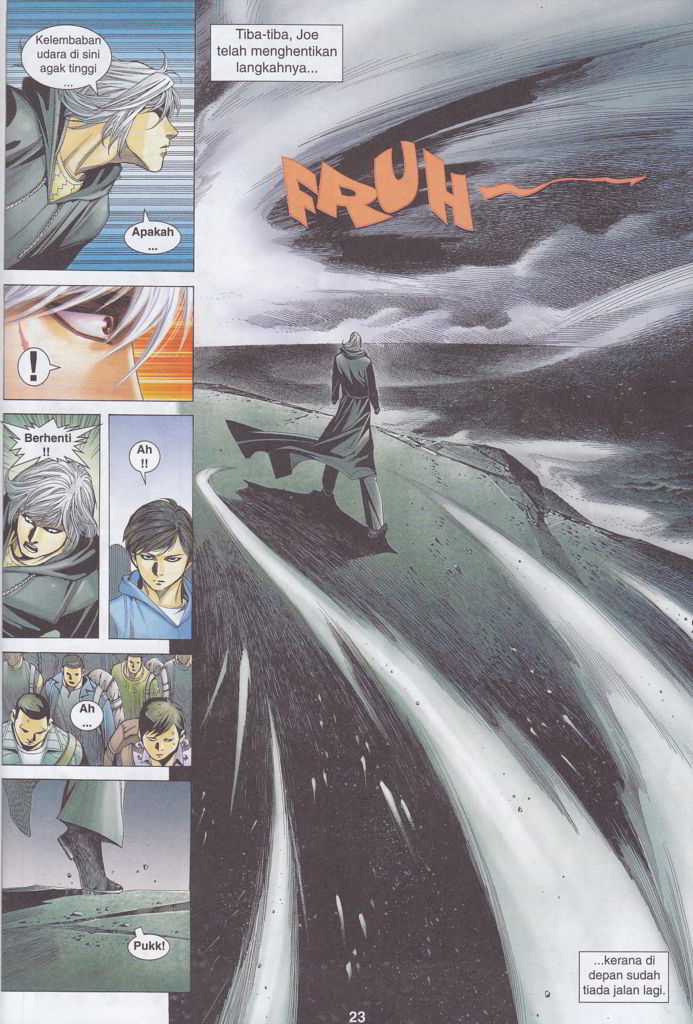 Kelembaban
udara di sini
agak tinggi
...
Apakah
...
!
Berhenti
!!
Ah
!!
Ah
...
Pukk!
Tiba-tiba, Joe
telah menghentikan
langkahnya...
FRUH
...kerana di
depan sudah
tiada jalan lagi.
23